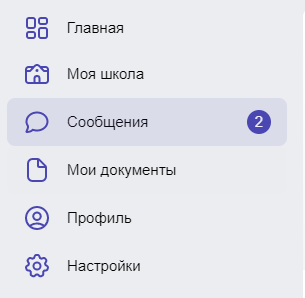 Главная
Моя школа
Сообщения 2
Мои документы
Профиль
Настройки